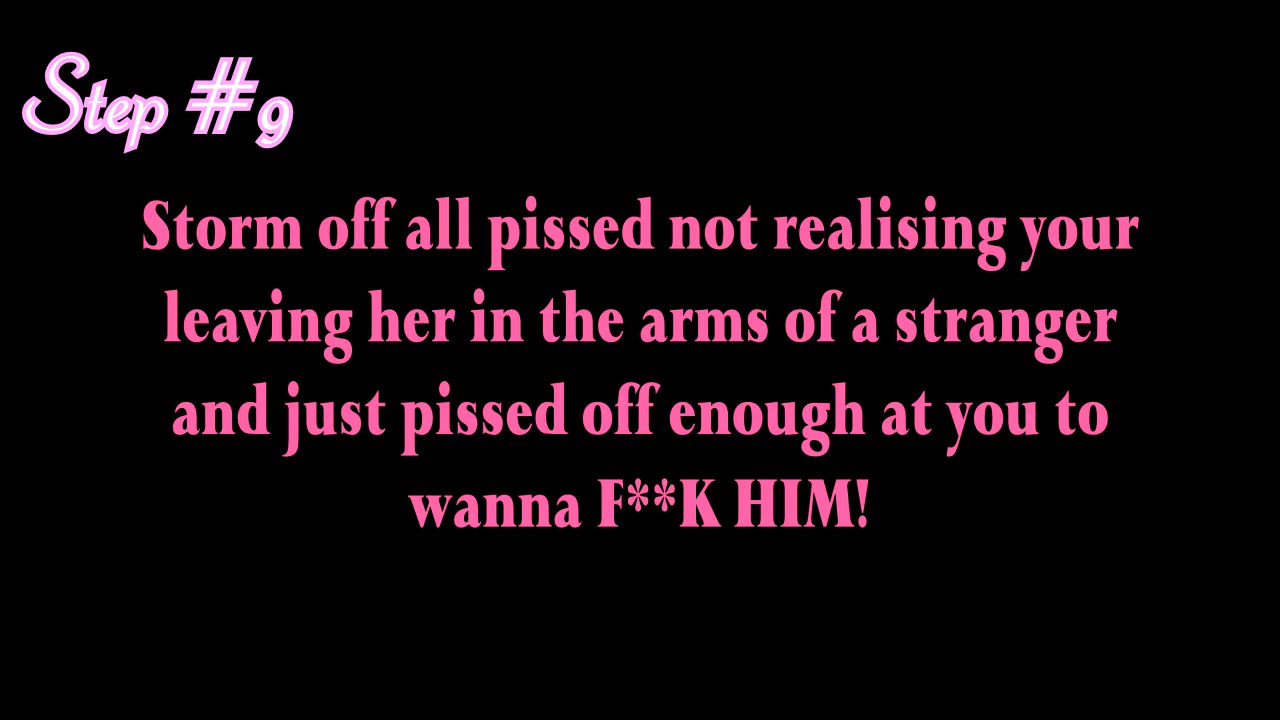 Step #9
Storm off all pissed not realising your
leaving her in the arms of a stranger
and just pissed off enough at you to
wanna F**K HIM!